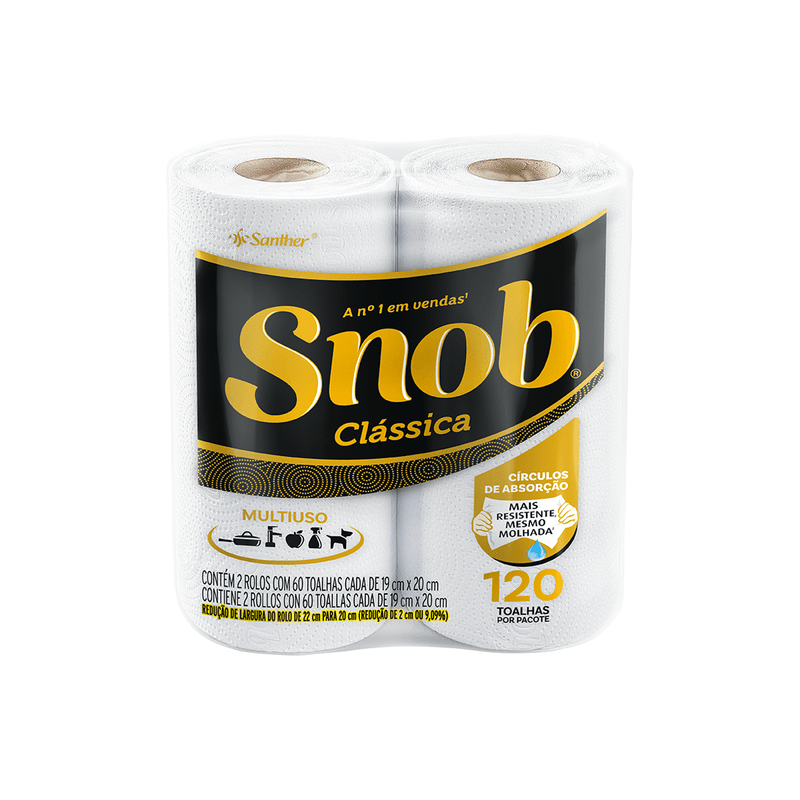 Santher®
A nº 1 em vendas¹
Snob®
Clássica
CÍRCULOS
DE ABSORÇÃO
MAIS
RESISTENTE,
MESMO
MOLHADA¹
MULTIUSO
120
TOALHAS
POR PACOTE
CONTÉM 2 ROLOS COM 60 TOALHAS CADA DE 19 cm x 20 cm
CONTIENE 2 ROLLOS CON 60 TOALLAS CADA DE 19 cm x 20 cm
REDUÇÃO DE LARGURA DO ROLO DE 22 cm PARA 20 cm (REDUÇÃO DE 2 cm OU 9,09%)